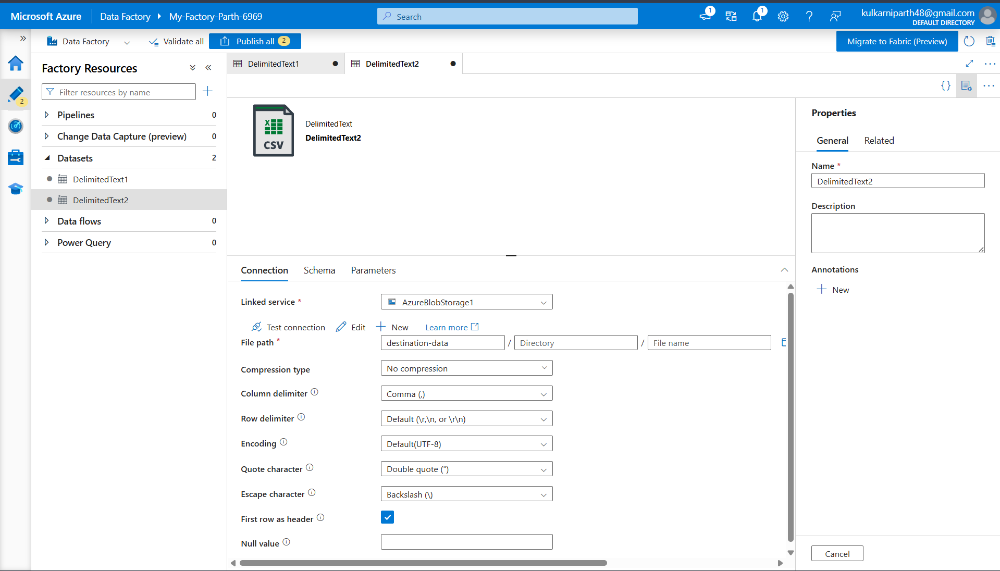 Microsoft Azure
Data Factory
My-Factory-Parth-6969
Search
1
1
kulkarniparth48@gmail.com
DEFAULT DIRECTORY
Data Factory
Validate all
Publish all 2
Migrate to Fabric (Preview)
2
Factory Resources
Filter resources by name
Pipelines 0
Change Data Capture (preview) 0
Datasets 2
DelimitedText1
DelimitedText2
Data flows 0
Power Query 0
DelimitedText1
DelimitedText2
X
CSV
DelimitedText
DelimitedText2
Connection
Schema
Parameters
Linked service *
AzureBlobStorage1
Test connection
Edit
New
Learn more
File path *
destination-data / Directory / File name
Compression type
No compression
Column delimiter
Comma (,)
Row delimiter
Default (\r,\n, or \r\n)
Encoding
Default(UTF-8)
Quote character
Double quote (")
Escape character
Backslash (\)
First row as header
Null value
Properties
General
Related
Name *
DelimitedText2
Description
Annotations
New
Cancel